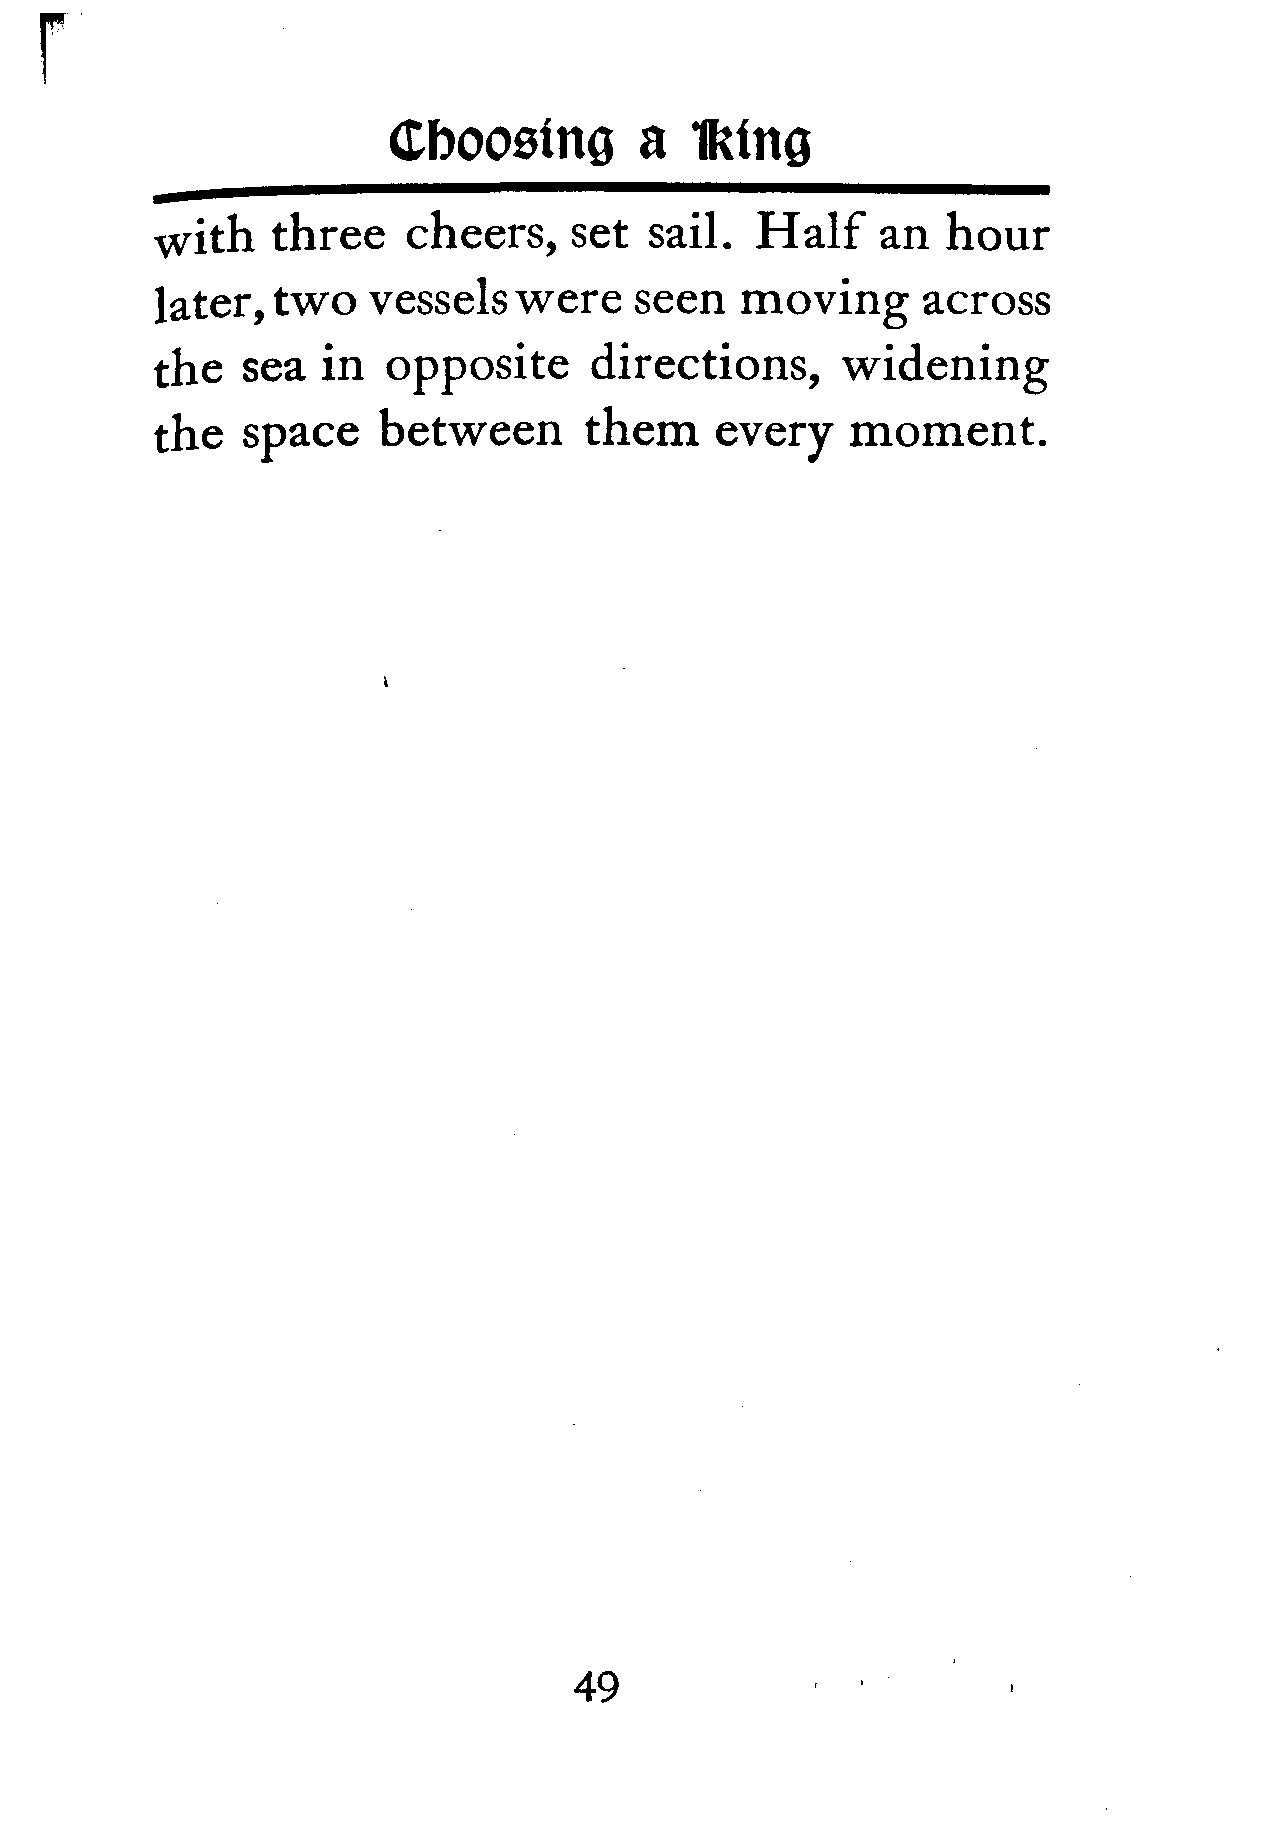 Choosing a King
with three cheers, set sail. Half an hour
later, two vessels were seen moving across
the sea in opposite directions, widening
the space between them every moment.
49